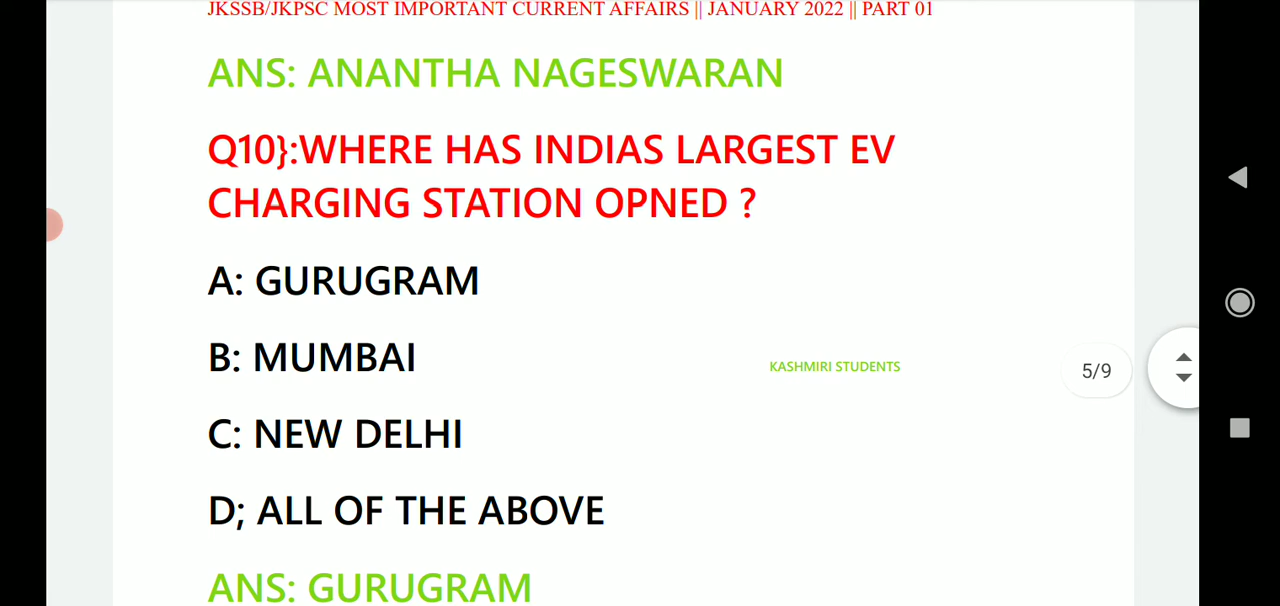 JKSSB/JKPSC MOST IMPORTANT CURRENT AFFAIRS || JANUARY 2022 || PART 01
ANS: ANANTHA NAGESWARAN
Q10}:WHERE HAS INDIAS LARGEST EV
CHARGING STATION OPNED ?
A: GURUGRAM
B: MUMBAI
KASHMIRI STUDENTS
5/9
C: NEW DELHI
D; ALL OF THE ABOVE
ANS: GURUGRAM